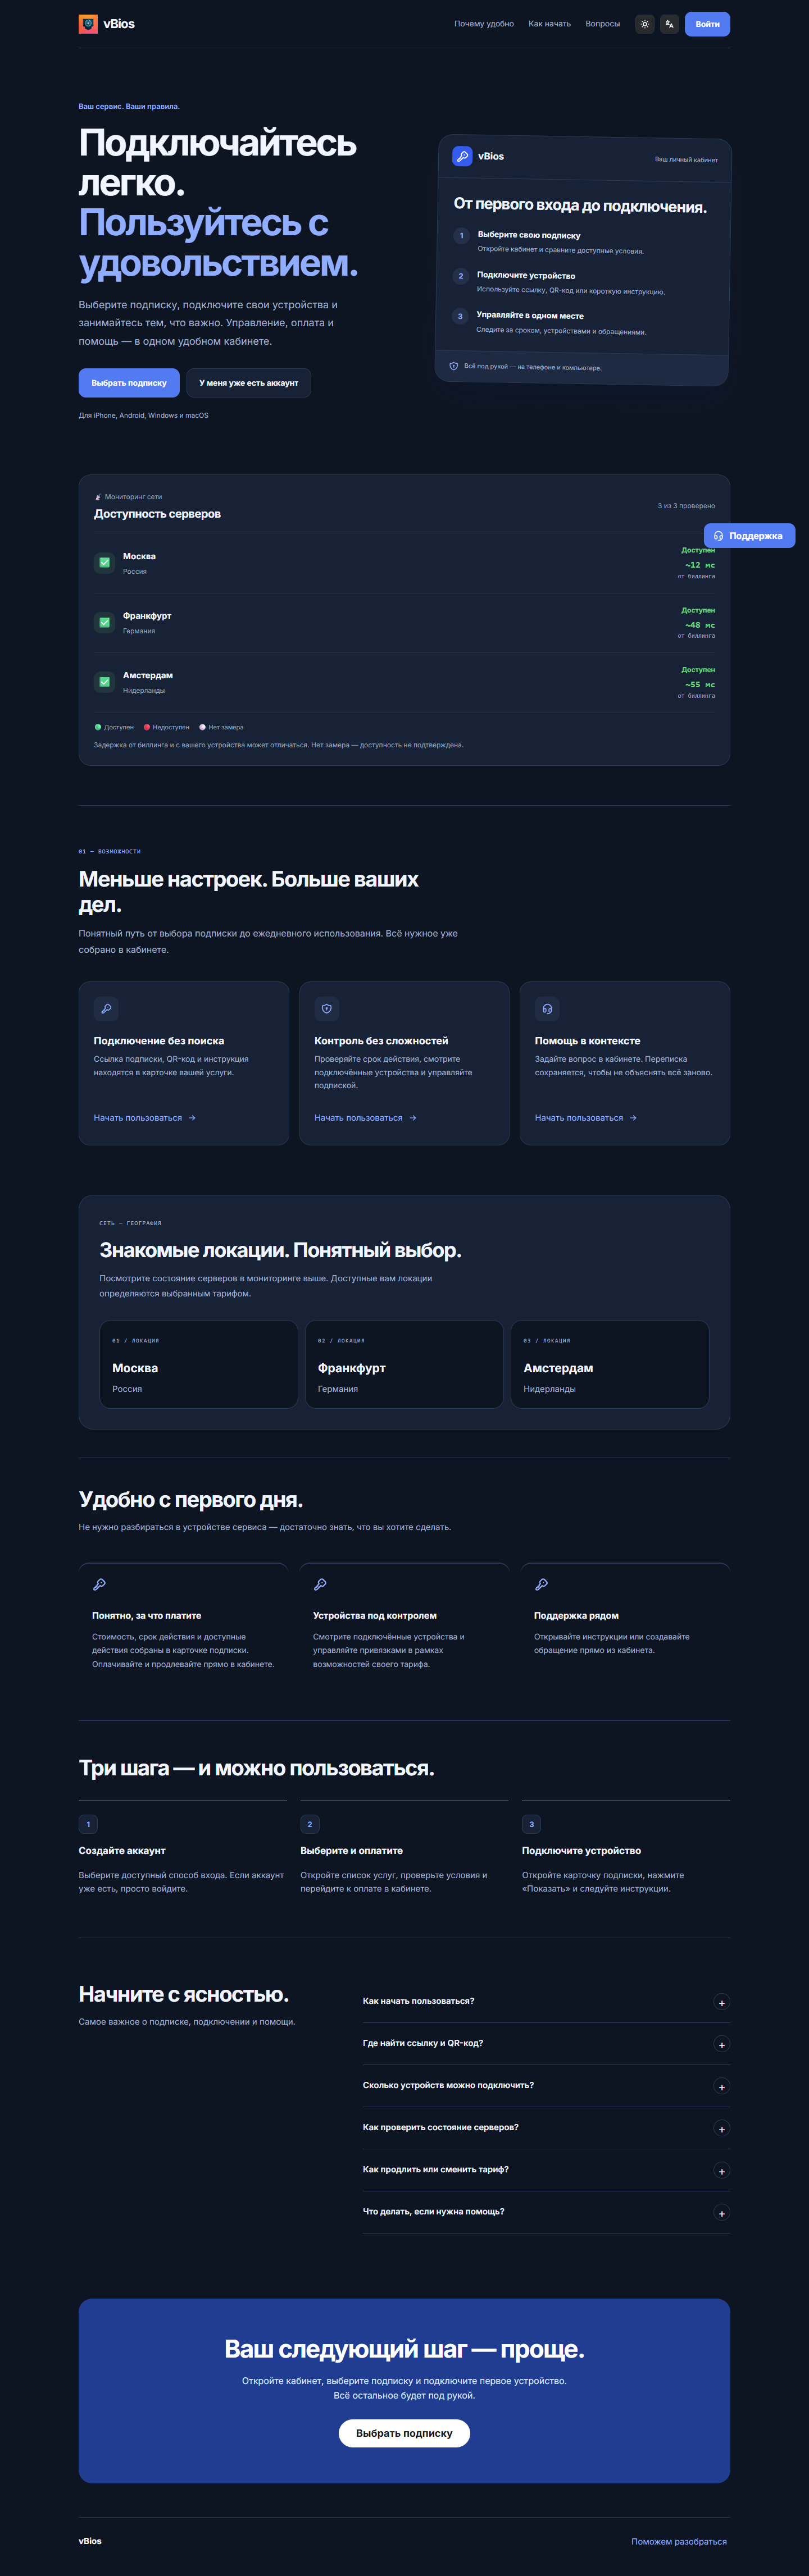 vBios
Почему удобно
Как начать
Вопросы
Войти
Ваш сервис. Ваши правила.
Подключайтесь
легко.
Пользуйтесь с
удовольствием.
Выберите подписку, подключите свои устройства и
занимайтесь тем, что важно. Управление, оплата и
помощь — в одном удобном кабинете.
Выбрать подписку
У меня уже есть аккаунт
Для iPhone, Android, Windows и macOS
vBios
Ваш личный кабинет
От первого входа до подключения.
1
Выберите свою подписку
Откройте кабинет и сравните доступные условия.
2
Подключите устройство
Используйте ссылку, QR-код или короткую инструкцию.
3
Управляйте в одном месте
Следите за сроком, устройствами и обращениями.
Всё под рукой — на телефоне и компьютере.
Мониторинг сети
Доступность серверов
3 из 3 проверено
Поддержка
Москва
Россия
Доступен
~12 мс
от биллинга
Франкфурт
Германия
Доступен
~48 мс
от биллинга
Амстердам
Нидерланды
Доступен
~55 мс
от биллинга
Доступен
Недоступен
Нет замера
Задержка от биллинга и с вашего устройства может отличаться. Нет замера — доступность не подтверждена.
01 — ВОЗМОЖНОСТИ
Меньше настроек. Больше ваших
дел.
Понятный путь от выбора подписки до ежедневного использования. Всё нужное уже
собрано в кабинете.
Подключение без поиска
Ссылка подписки, QR-код и инструкция
находятся в карточке вашей услуги.
Начать пользоваться →
Контроль без сложностей
Проверяйте срок действия, смотрите
подключённые устройства и управляйте
подпиской.
Начать пользоваться →
Помощь в контексте
Задайте вопрос в кабинете. Переписка
сохраняется, чтобы не объяснять всё заново.
Начать пользоваться →
СЕТЬ — ГЕОГРАФИЯ
Знакомые локации. Понятный выбор.
Посмотрите состояние серверов в мониторинге выше. Доступные вам локации
определяются выбранным тарифом.
01 / ЛОКАЦИЯ
Москва
Россия
02 / ЛОКАЦИЯ
Франкфурт
Германия
03 / ЛОКАЦИЯ
Амстердам
Нидерланды
Удобно с первого дня.
Не нужно разбираться в устройстве сервиса — достаточно знать, что вы хотите сделать.
Понятно, за что платите
Стоимость, срок действия и доступные
действия собраны в карточке подписки.
Оплачивайте и продлевайте прямо в кабинете.
Устройства под контролем
Смотрите подключённые устройства и
управляйте привязками в рамках
возможностей своего тарифа.
Поддержка рядом
Открывайте инструкции или создавайте
обращение прямо из кабинета.
Три шага — и можно пользоваться.
1
Создайте аккаунт
Выберите доступный способ входа. Если аккаунт
уже есть, просто войдите.
2
Выберите и оплатите
Откройте список услуг, проверьте условия и
перейдите к оплате в кабинете.
3
Подключите устройство
Откройте карточку подписки, нажмите
«Показать» и следуйте инструкции.
Начните с ясностью.
Самое важное о подписке, подключении и помощи.
Как начать пользоваться?
Где найти ссылку и QR-код?
Сколько устройств можно подключить?
Как проверить состояние серверов?
Как продлить или сменить тариф?
Что делать, если нужна помощь?
Ваш следующий шаг — проще.
Откройте кабинет, выберите подписку и подключите первое устройство.
Всё остальное будет под рукой.
Выбрать подписку
vBios
Поможем разобраться